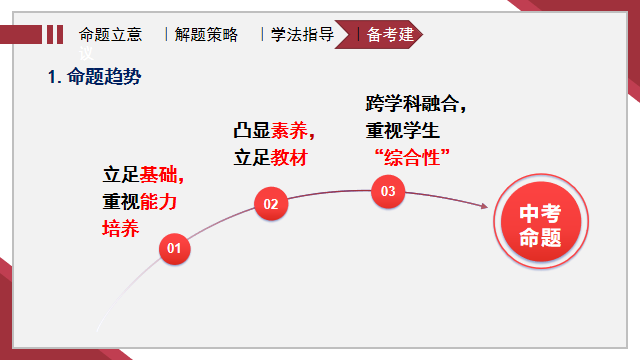 命题立意 | 解题策略 | 学法指导 | 备考建
议
1. 命题趋势
跨学科融合，
重视学生
“综合性”
凸显素养，
立足教材
立足基础，
重视能力
培养
01
02
03
中考
命题